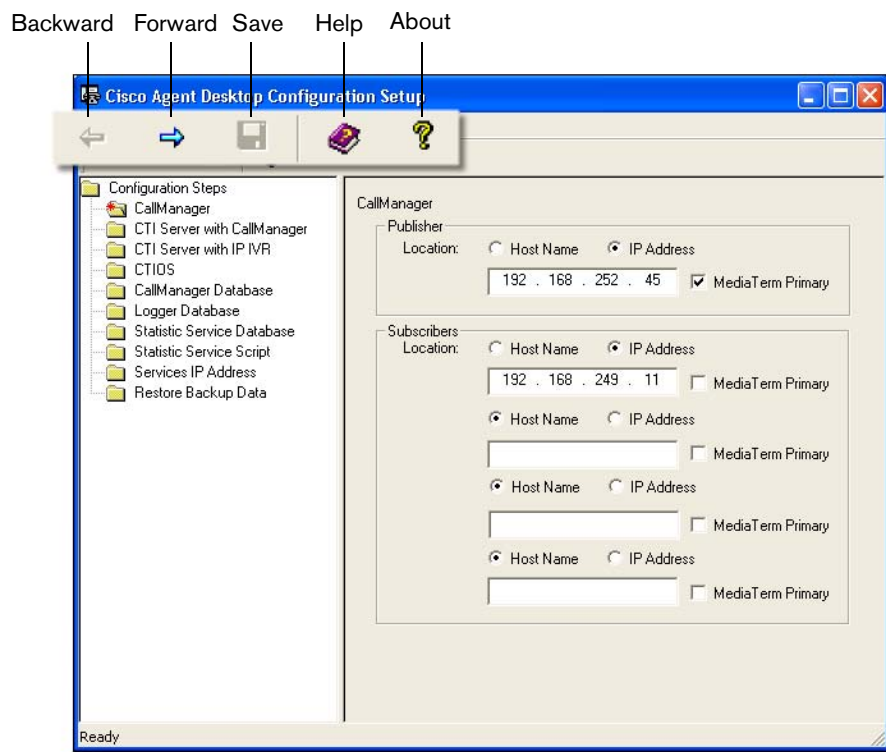 Backward Forward Save Help About
Cisco Agent Desktop Configuration Setup
Configuration Steps
CallManager
CTI Server with CallManager
CTI Server with IP IVR
CTIOS
CallManager Database
Logger Database
Statistic Service Database
Statistic Service Script
Services IP Address
Restore Backup Data
CallManager
Publisher
Location: Host Name IP Address
192 . 168 . 252 . 45 MediaTerm Primary
Subscribers
Location: Host Name IP Address
192 . 168 . 249 . 11 MediaTerm Primary
Host Name IP Address
MediaTerm Primary
Host Name IP Address
MediaTerm Primary
Host Name IP Address
MediaTerm Primary
Ready